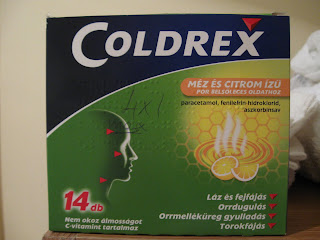 COLDREX
MÉZ ÉS CITROM ÍZŰ
POR BELSŐLEGES OLDATHOZ
paracetamol, fenilefrin-hidroklorid,
aszkorbinsav
4x1
14 db
Nem okoz álmosságot
C-vitamint tartalmaz
Láz és fejfájás
Orrdugulás
Orrmelléküreg gyulladás
Torokfájás